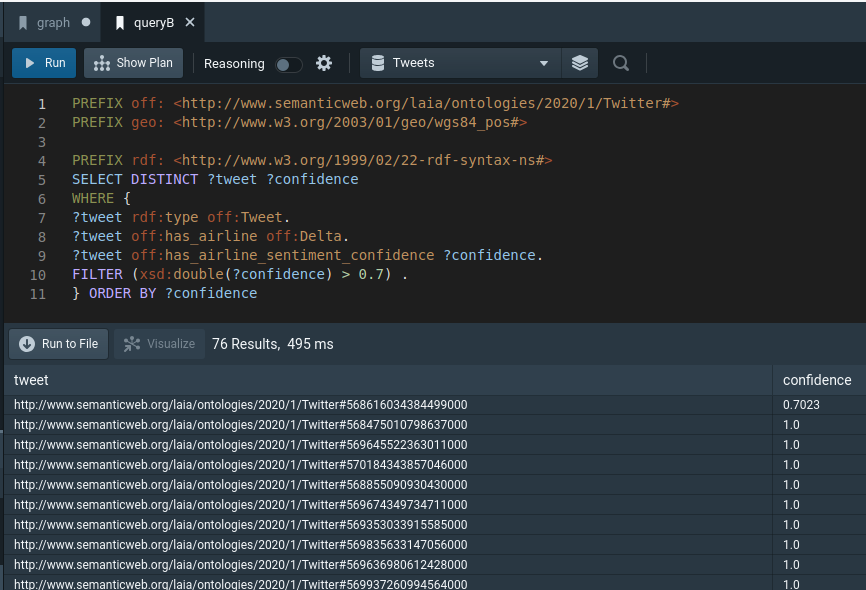 graph
queryB
Run
Show Plan
Reasoning
Tweets
1 PREFIX off: <http://www.semanticweb.org/laia/ontologies/2020/1/Twitter#>
2 PREFIX geo: <http://www.w3.org/2003/01/geo/wgs84_pos#>
3
4 PREFIX rdf: <http://www.w3.org/1999/02/22-rdf-syntax-ns#>
5 SELECT DISTINCT ?tweet ?confidence
6 WHERE {
7 ?tweet rdf:type off:Tweet.
8 ?tweet off:has_airline off:Delta.
9 ?tweet off:has_airline_sentiment_confidence ?confidence.
10 FILTER (xsd:double(?confidence) > 0.7) .
11 } ORDER BY ?confidence
Run to File
Visualize
76 Results, 495 ms
tweet confidence
http://www.semanticweb.org/laia/ontologies/2020/1/Twitter#568616034384499000 0.7023
http://www.semanticweb.org/laia/ontologies/2020/1/Twitter#568475010798637000 1.0
http://www.semanticweb.org/laia/ontologies/2020/1/Twitter#569645522363011000 1.0
http://www.semanticweb.org/laia/ontologies/2020/1/Twitter#570184343857046000 1.0
http://www.semanticweb.org/laia/ontologies/2020/1/Twitter#568855090930430000 1.0
http://www.semanticweb.org/laia/ontologies/2020/1/Twitter#569674349734711000 1.0
http://www.semanticweb.org/laia/ontologies/2020/1/Twitter#569353033915585000 1.0
http://www.semanticweb.org/laia/ontologies/2020/1/Twitter#569835633147056000 1.0
http://www.semanticweb.org/laia/ontologies/2020/1/Twitter#569636980612428000 1.0
http://www.semanticweb.org/laia/ontologies/2020/1/Twitter#569937260994564000 1.0